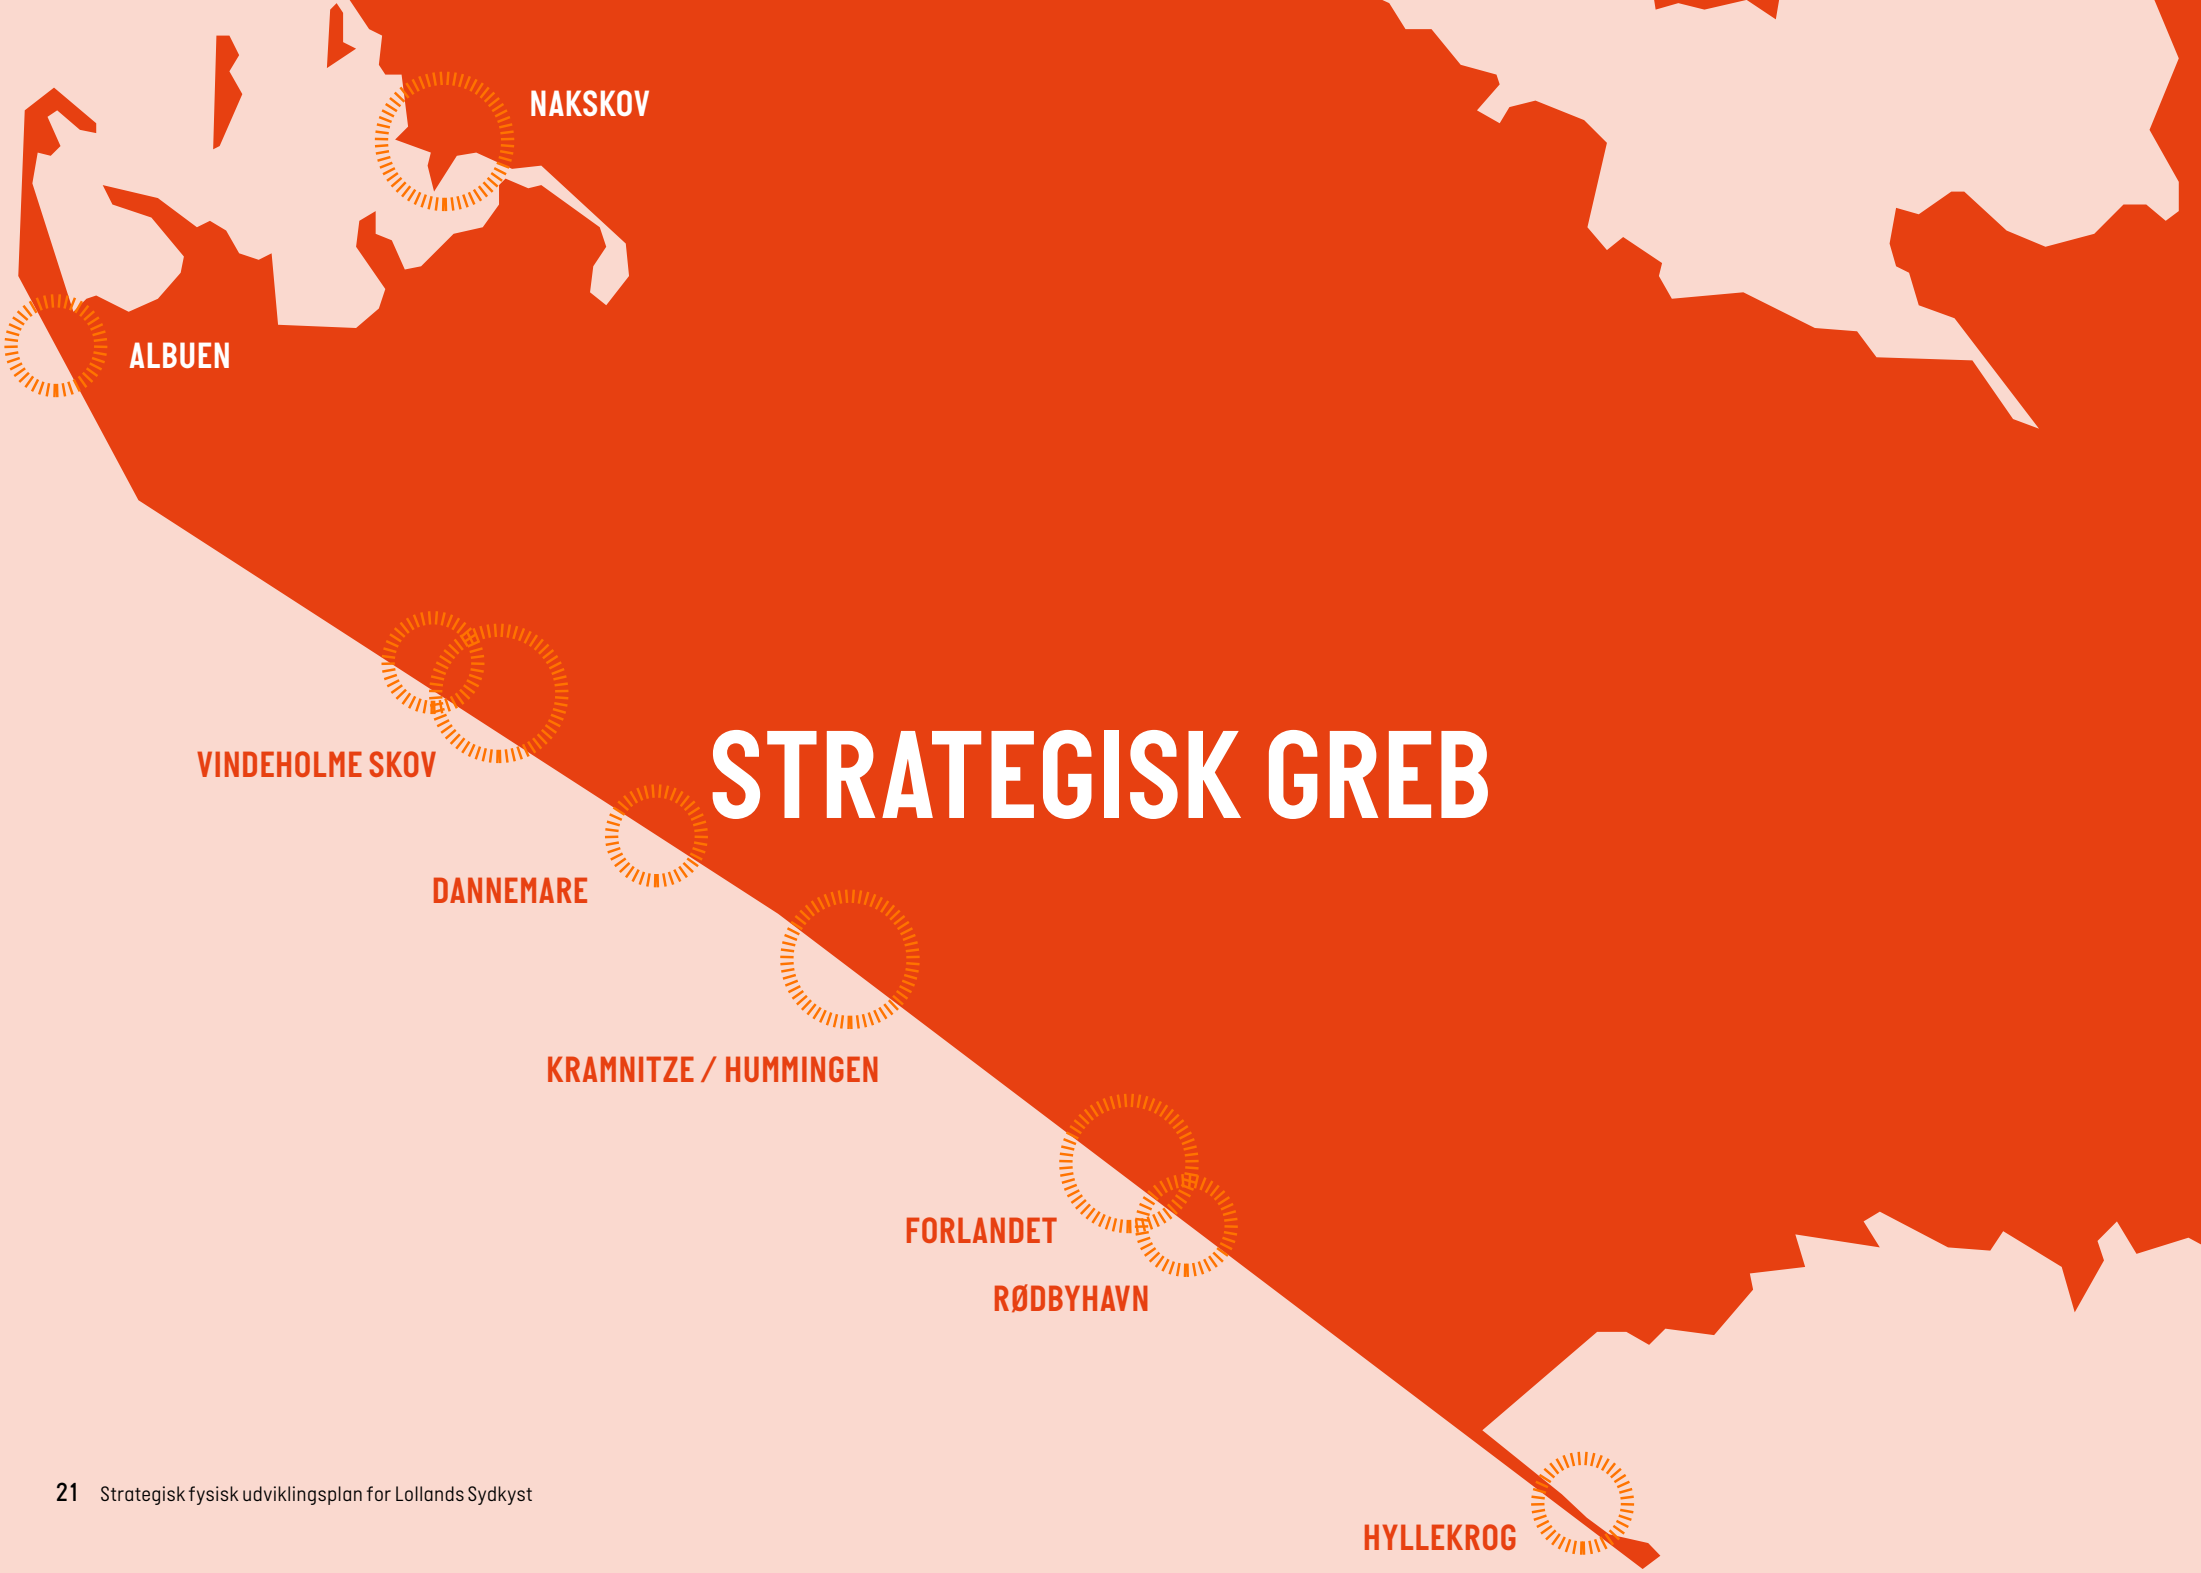 NAKSKOV
ALBUEN
STRATEGISK GREB
VINDEHOLME SKOV
DANNEMARE
KRAMNITZE / HUMMINGEN
FORLANDET
RØDBYHAVN
HYLLEKROG
21 Strategisk fysisk udviklingsplan for Lollands Sydkyst